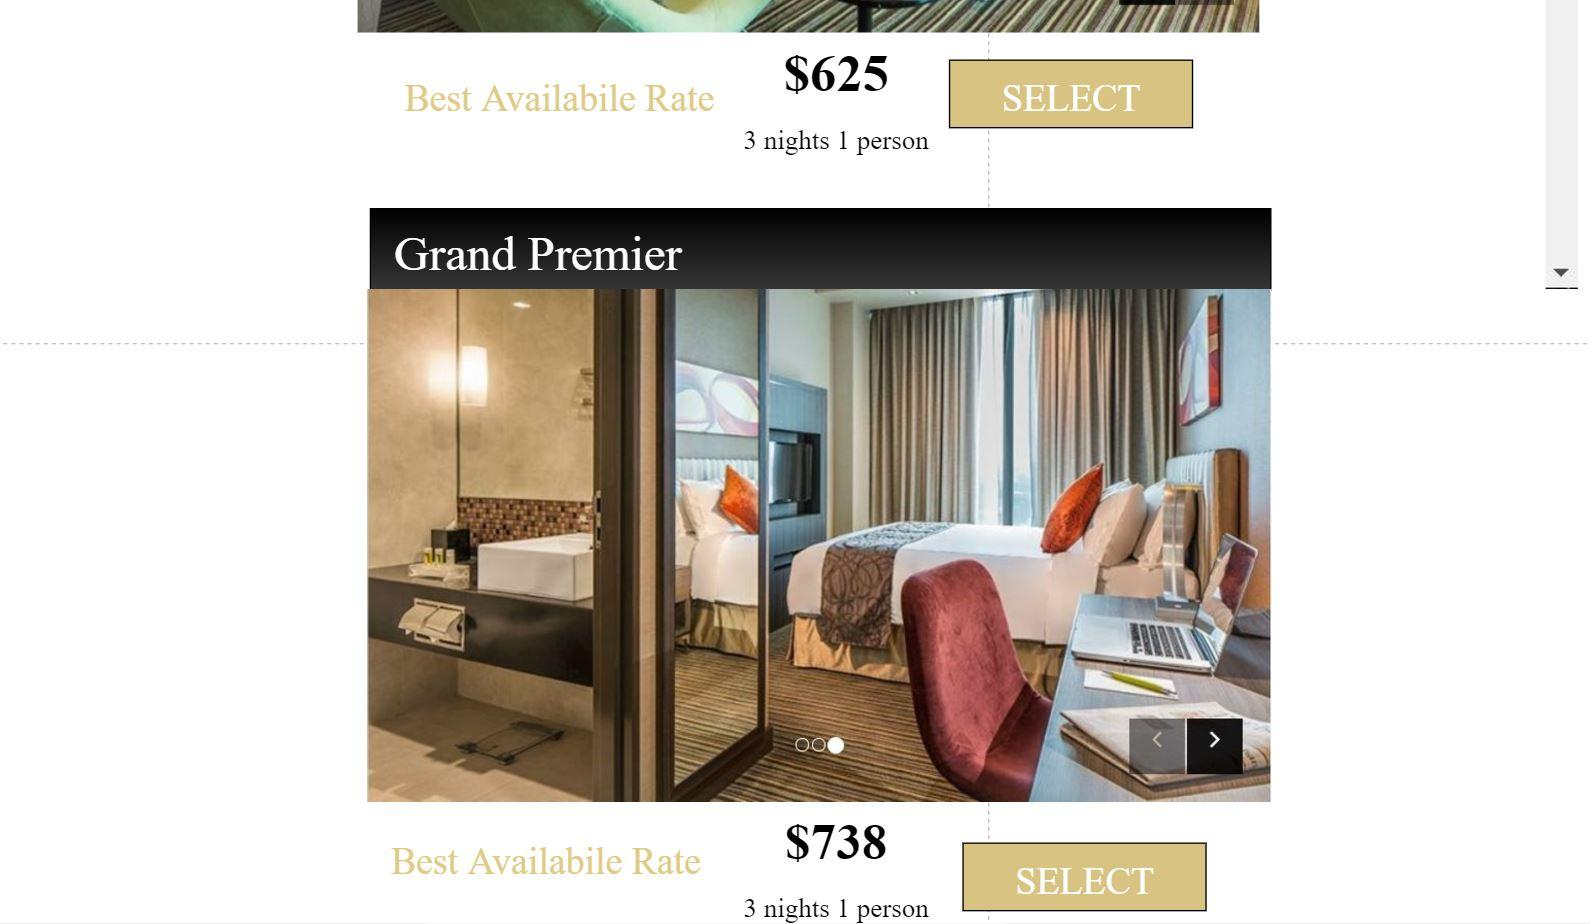 Best Availabile Rate
$625
3 nights 1 person
SELECT
Grand Premier
Best Availabile Rate
$738
3 nights 1 person
SELECT